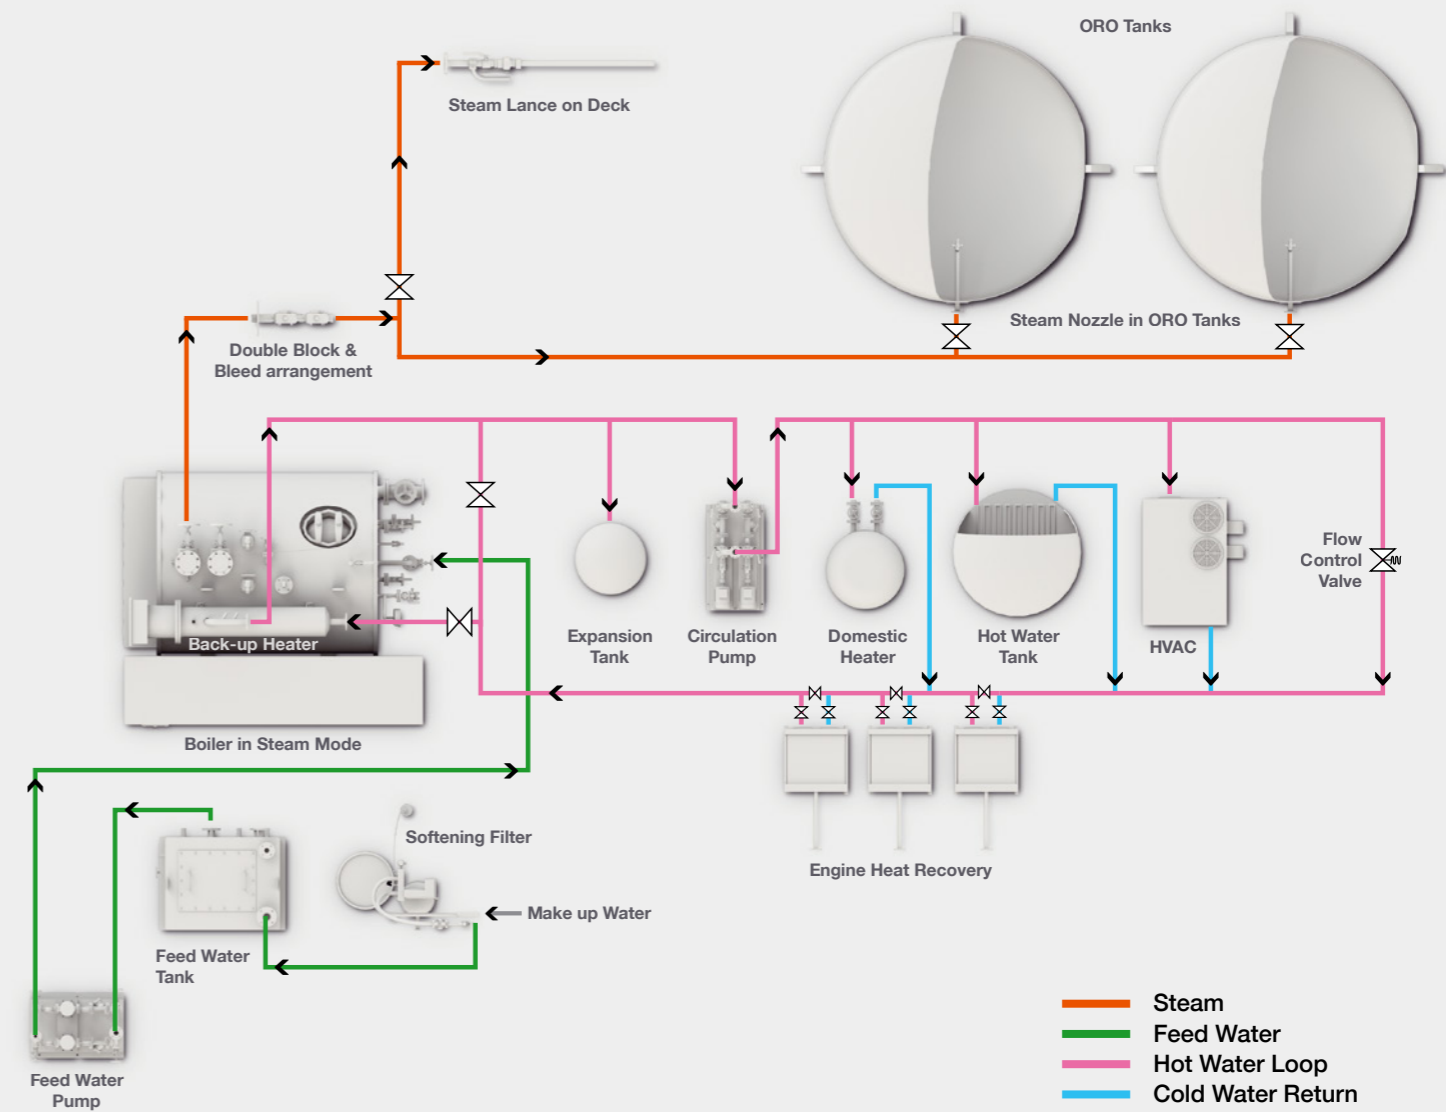 ORO Tanks
Steam Lance on Deck
Steam Nozzle in ORO Tanks
Double Block &
Bleed arrangement
Flow
Control
Valve
Back-up Heater
Expansion
Tank
Circulation
Pump
Domestic
Heater
Hot Water
Tank
HVAC
Boiler in Steam Mode
Softening Filter
Engine Heat Recovery
Make up Water
Feed Water
Tank
Feed Water
Pump
Steam
Feed Water
Hot Water Loop
Cold Water Return